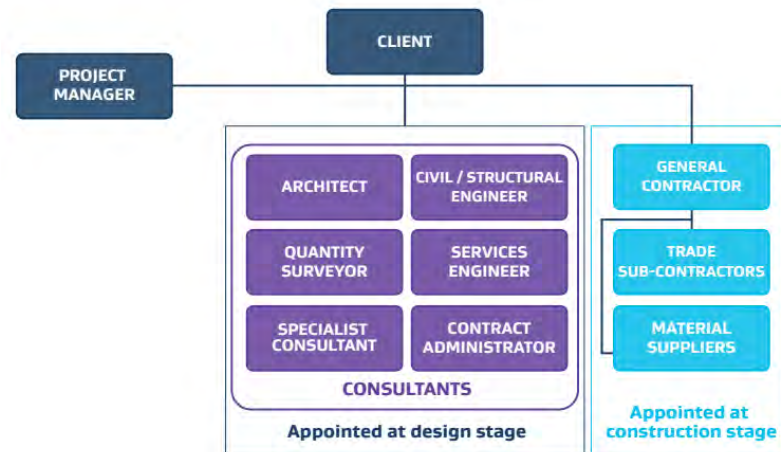 CLIENT
PROJECT
MANAGER
ARCHITECT
CIVIL / STRUCTURAL
ENGINEER
QUANTITY
SURVEYOR
SERVICES
ENGINEER
SPECIALIST
CONSULTANT
CONTRACT
ADMINISTRATOR
CONSULTANTS
Appointed at design stage
GENERAL
CONTRACTOR
TRADE
SUB-CONTRACTORS
MATERIAL
SUPPLIERS
Appointed at
construction stage